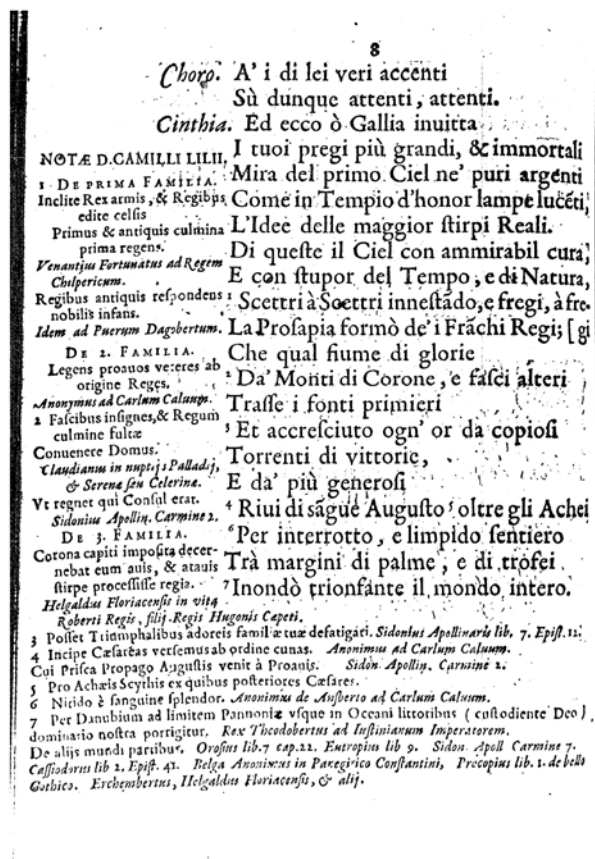 8
Choro. A' i di lei veri accenti
Sù dunque attenti, attenti.
Cinthia. Ed ecco ò Gallia inuitta
I tuoi pregi più grandi, & immortali
Mira del primo Ciel ne' puri argenti
Come in Tempio d'honor lampe lucēti,
L'Idee delle maggior ſtirpi Reali.
Di queſte il Ciel con ammirabil cura,
E con ſtupor del Tempo, e di Natura,
1 Scettri à Scettri inneſtādo, e fregi, à fre-
La Proſapia formò de' i Frāchi Regi; [gi
Che qual fiume di glorie
2 Da' Monti di Corone, e faſci alteri
Traſſe i fonti primieri
3 Et accreſciuto ogn' or da copioſi
Torrenti di vittorie,
E da' più generoſi
4 Riui di sāgue Auguſto 5 oltre gli Achei
6 Per interrotto, e limpido ſentiero
Trà margini di palme, e di trofei
7 Inondò trionfante il mondo intero.
NOTÆ D. CAMILLI LILII.
1 DE PRIMA FAMILIA.
Inclite Rex armis, & Regibus
edite celſis
Primus & antiquis culmina
prima regens.
Venantius Fortunatus ad Regem
Chilpericum.
Regibus antiquis reſpondens
nobilis infans.
Idem ad Puerum Dagobertum.
DE 2. FAMILIA.
Legens proauos veteres ab
origine Reges.
Anonymus ad Carlum Caluum.
2 Faſcibus inſignes, & Regum
culmine fultæ
Conuenere Domus.
Claudianus in nuptijs Palladij,
& Serenæ ſeu Celerinæ.
Vt regnet qui Conſul erat.
Sidonius Apollin. Carmine 2.
DE 3. FAMILIA.
Corona capiti impoſita decer-
nebat eum auis, & atauis
ſtirpe proceſſiſſe regia.
Helgaldus Floriacenſis in vita
Roberti Regis, filij Regis Hugonis Capeti.
3 Poſſet Triumphalibus adoreis familiæ tuæ defatigari. Sidonius Apollinaris lib. 7. Epiſt. 12.
4 Incipe Cæſareas verſemus ab ordine cunas. Anonimus ad Carlum Caluum.
Cui Priſca Propago Auguſtis venit à Proauis. Sidon. Apollin. Carmine 2.
5 Pro Achæis Scythis ex quibus poſteriores Cæſares.
6 Nitido è ſanguine ſplendor. Anonimus de Ausberto ad Carlum Caluum.
7 Per Danubium ad limitem Pannoniæ vſque in Oceani littoribus (cuſtodiente Deo)
dominatio noſtra porrigitur. Rex Theodobertus ad Iuſtinianum Imperatorem.
De alijs mundi partibus. Oroſius lib. 7 cap. 22. Eutropius lib 9. Sidon. Apoll Carmine 7.
Caſſiodorus lib 2. Epiſt. 41. Belga Anonimus in Panegirico Conſtantini, Procopius lib. 1. de bello
Gothico. Erchembertus, Helgaldus Floriacenſis, & alij.